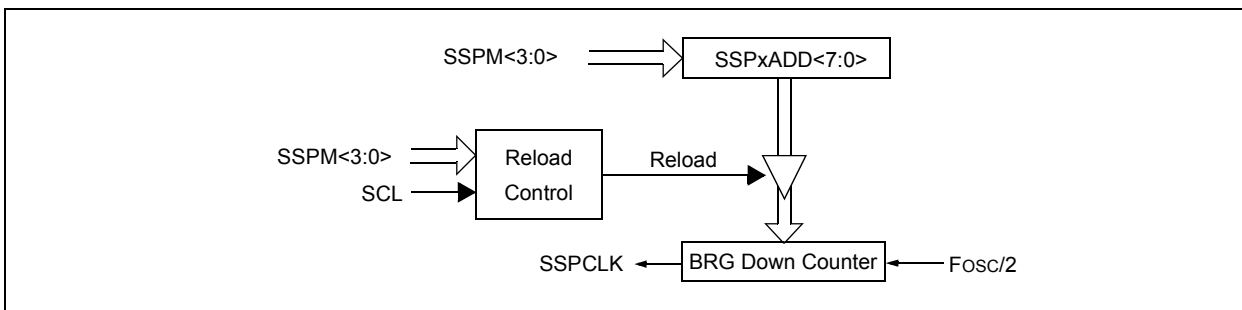 SSPM<3:0>
SSPxADD<7:0>
SSPM<3:0>
SCL
Reload
Control
Reload
SSPCLK
BRG Down Counter
FOSC/2